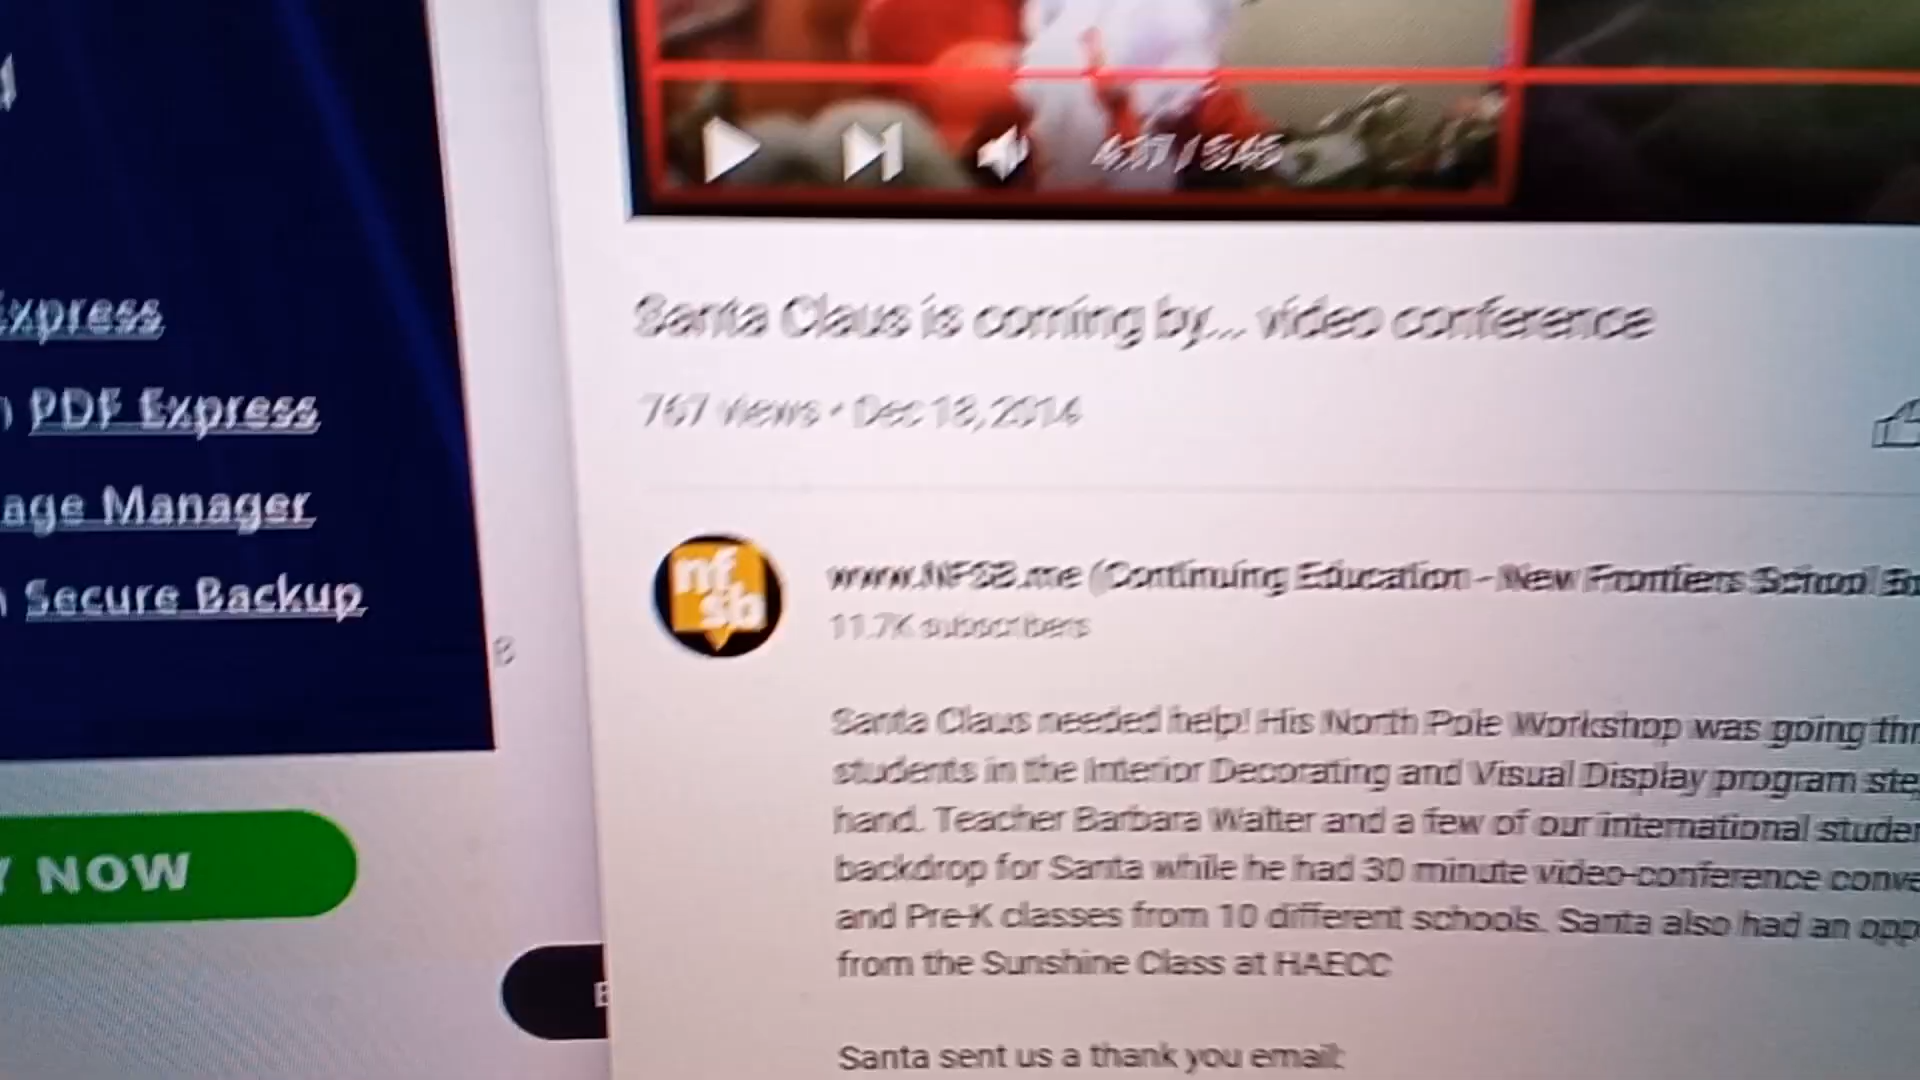 Express
PDF Express
age Manager
Secure Backup
NOW
4:37 / 5:45
Santa Claus is coming by... video conference
767 views • Dec 18, 2014
nf
sb
www.NFSB.me (Continuing Education - New Frontiers School
11.7K subscribers
Santa Claus needed help! His North Pole Workshop was going
students in the Interior Decorating and Visual Display program
hand. Teacher Barbara Walter and a few of our international
backdrop for Santa while he had 30 minute video-conference
and Pre-K classes from 10 different schools. Santa also had an
from the Sunshine Class at HAECC
Santa sent us a thank you email: